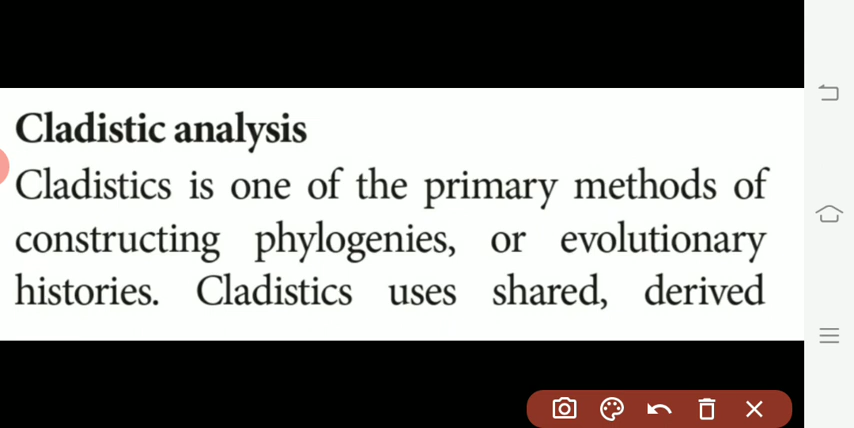 Cladistic analysis
Cladistics is one of the primary methods of
constructing phylogenies, or evolutionary
histories. Cladistics uses shared, derived